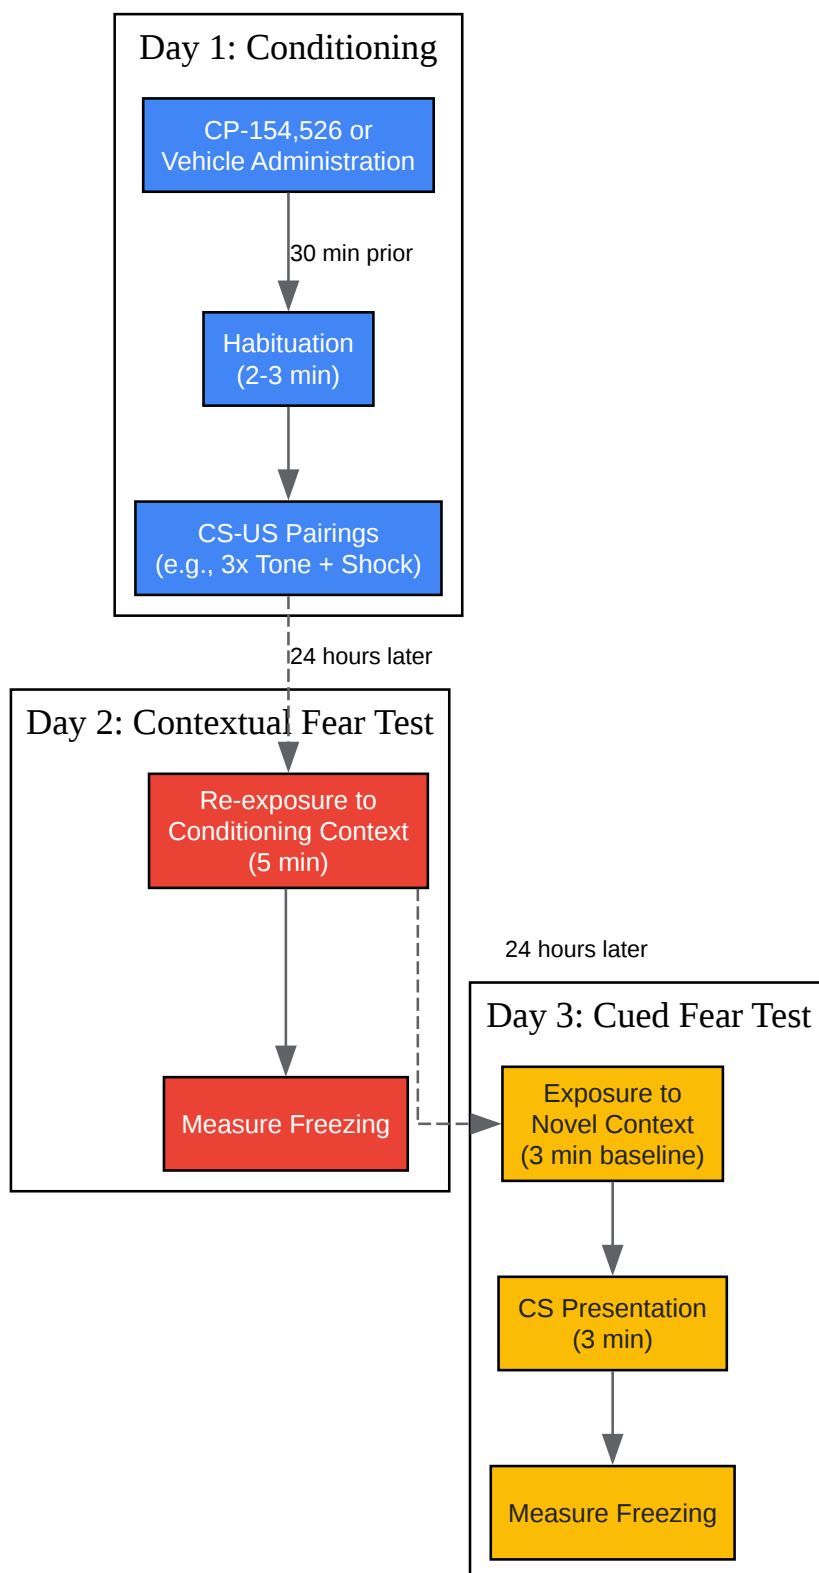 Day 1: Conditioning
CP-154,526 or
Vehicle Administration
30 min prior
Habituation
(2-3 min)
CS-US Pairings
(e.g., 3x Tone + Shock)
24 hours later
Day 2: Contextual Fear Test
Re-exposure to
Conditioning Context
(5 min)
Measure Freezing
24 hours later
Day 3: Cued Fear Test
Exposure to
Novel Context
(3 min baseline)
CS Presentation
(3 min)
Measure Freezing